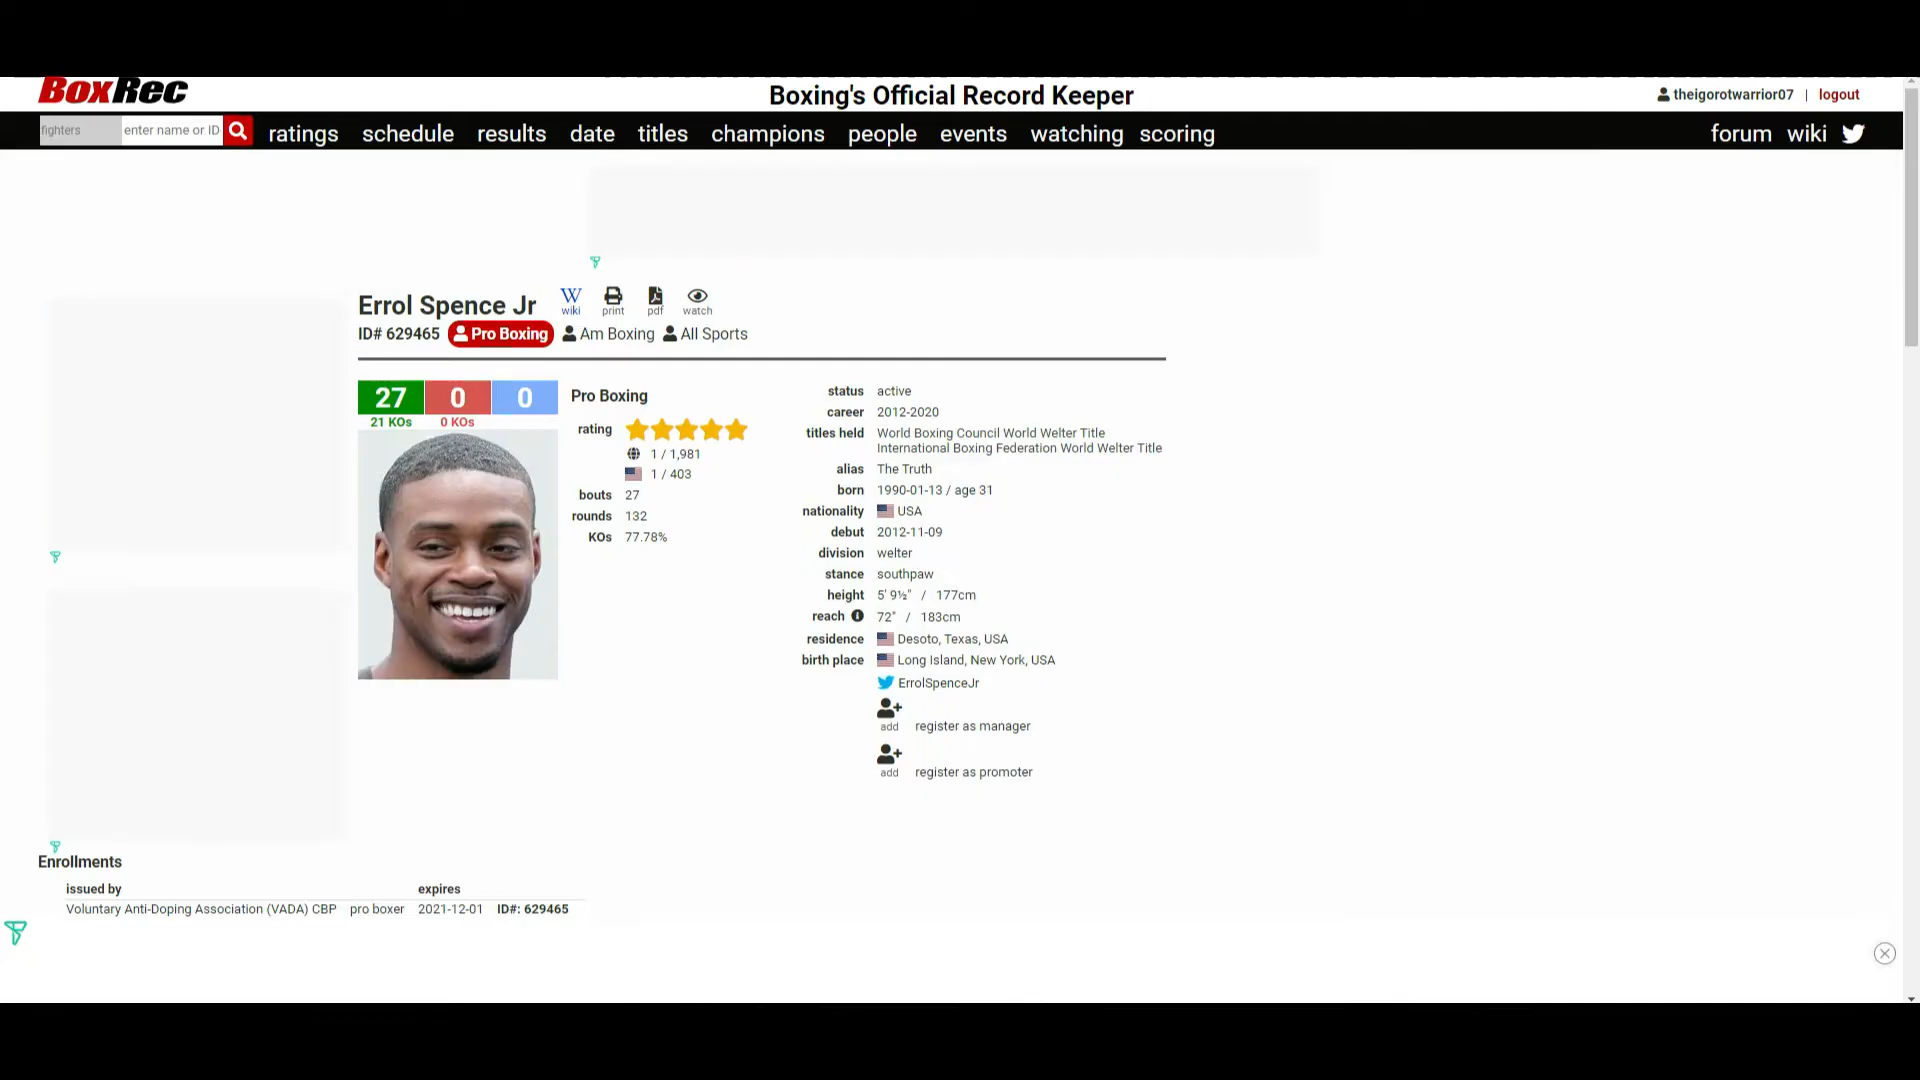 BoxRec
Boxing's Official Record Keeper
theigorotwarrior07 | logout
fighters enter name or ID ratings schedule results date titles champions people events watching scoring forum wiki
Errol Spence Jr
wiki print pdf watch
ID# 629465 Pro Boxing Am Boxing All Sports
27 0 0
21 KOs 0 KOs
Pro Boxing
rating
1 / 1,981
1 / 403
bouts 27
rounds 132
KOs 77.78%
status active
career 2012-2020
titles held World Boxing Council World Welter Title
International Boxing Federation World Welter Title
alias The Truth
born 1990-01-13 / age 31
nationality USA
debut 2012-11-09
division welter
stance southpaw
height 5' 9½" / 177cm
reach 72" / 183cm
residence Desoto, Texas, USA
birth place Long Island, New York, USA
ErrolSpenceJr
add register as manager
add register as promoter
Enrollments
issued by expires
Voluntary Anti-Doping Association (VADA) CBP pro boxer 2021-12-01 ID#: 629465